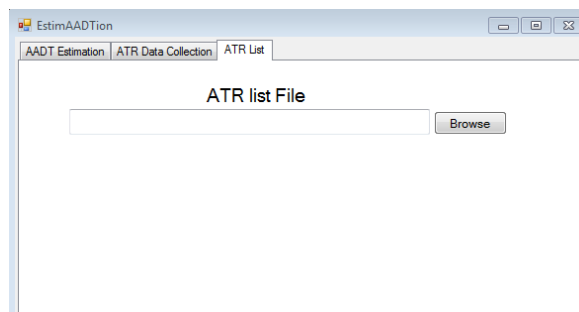 EstimAADTion
AADT Estimation ATR Data Collection ATR List
ATR list File
Browse